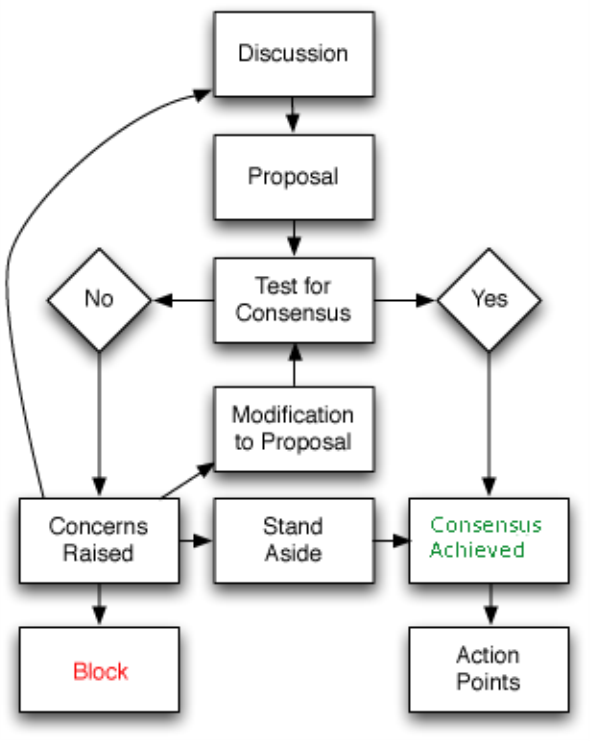 Discussion
Proposal
No
Test for
Consensus
Yes
Modification
to Proposal
Concerns
Raised
Stand
Aside
Consensus
Achieved
Block
Action
Points